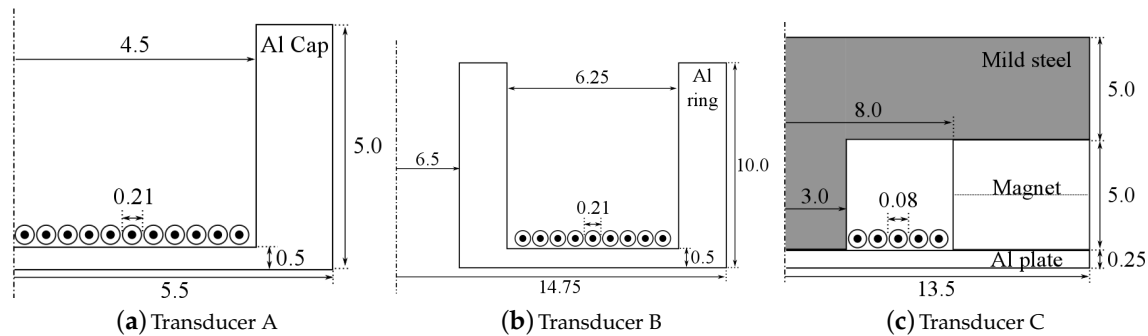 4.5
Al Cap
5.0
0.21
0.5
5.5
(a) Transducer A
6.25
Al
ring
6.5
10.0
0.21
0.5
14.75
(b) Transducer B
Mild steel
5.0
8.0
Magnet
5.0
3.0
0.08
Al plate
0.25
13.5
(c) Transducer C